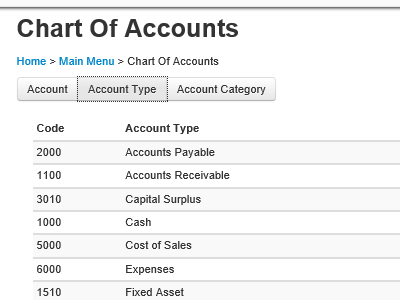 Chart Of Accounts
Home > Main Menu > Chart Of Accounts
Account Account Type Account Category
Code Account Type
2000 Accounts Payable
1100 Accounts Receivable
3010 Capital Surplus
1000 Cash
5000 Cost of Sales
6000 Expenses
1510 Fixed Asset